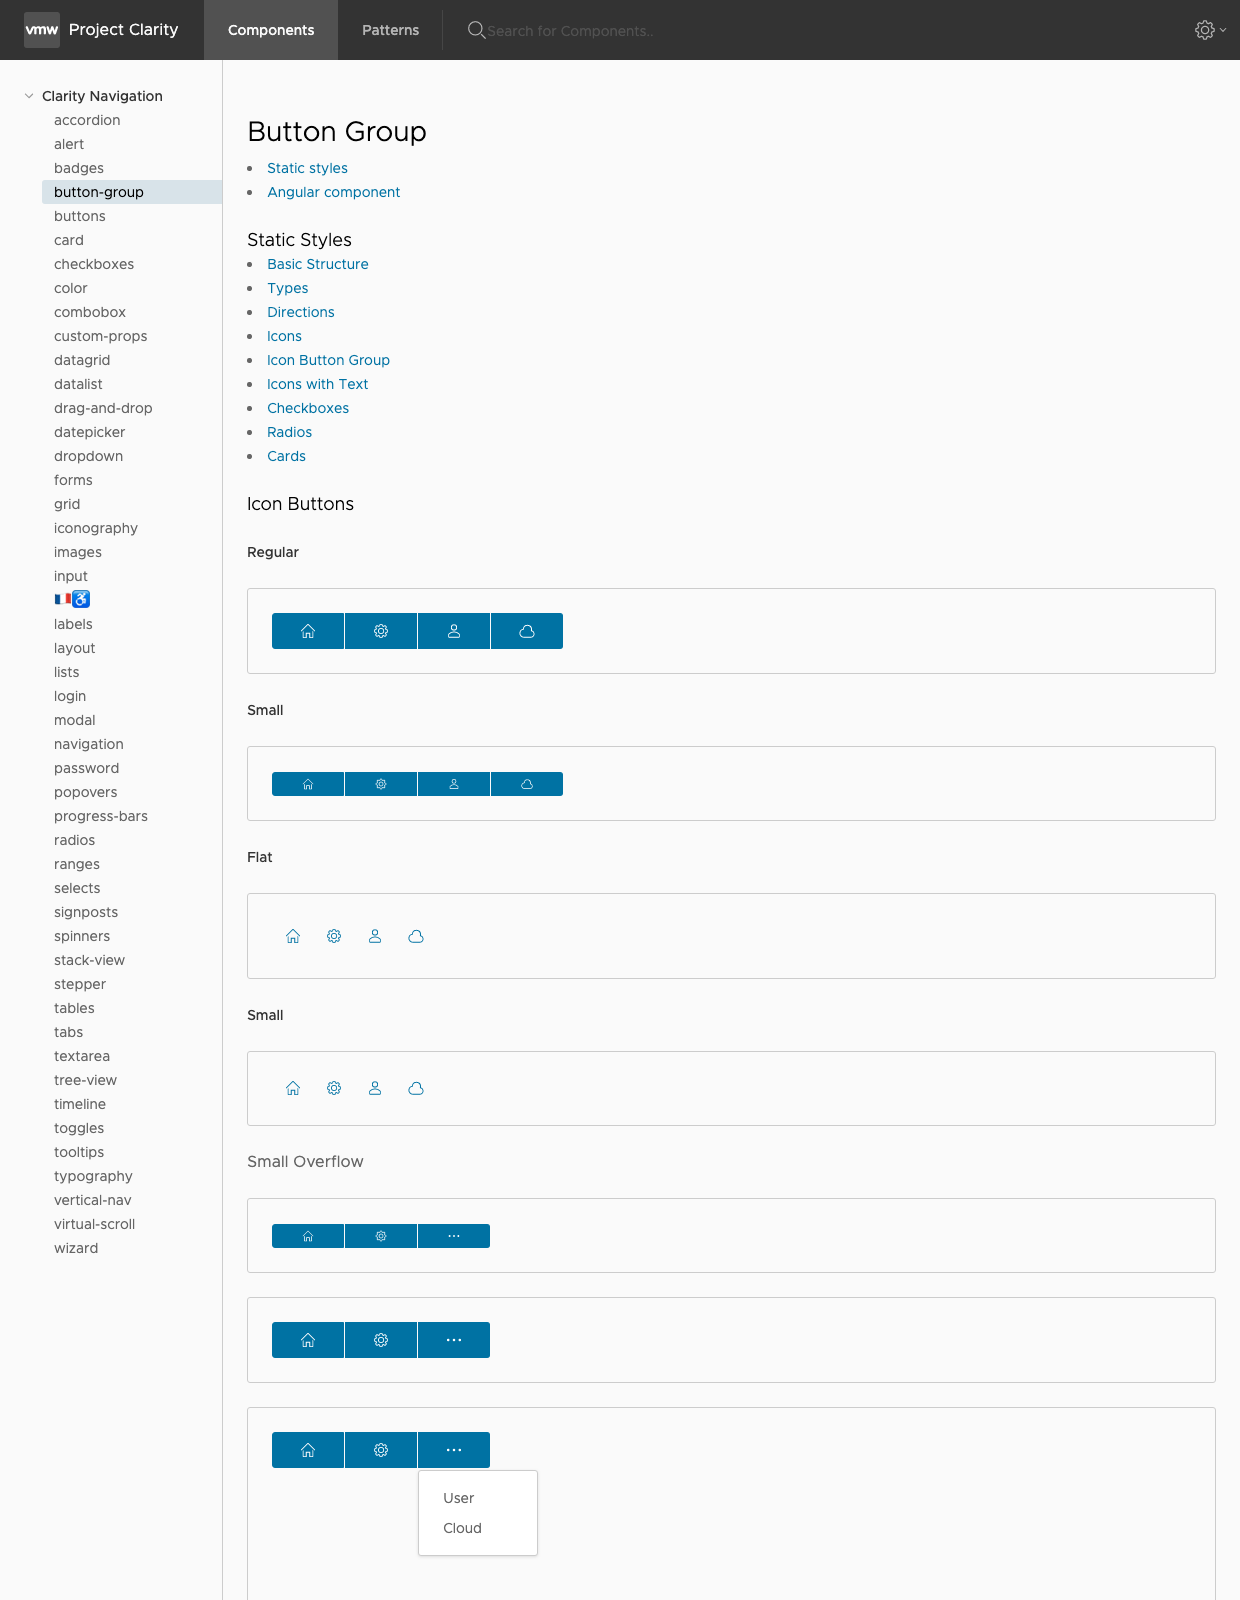 vmw Project Clarity Components Patterns Search for Components..
Clarity Navigation
accordion
alert
badges
button-group
buttons
card
checkboxes
color
combobox
custom-props
datagrid
datalist
drag-and-drop
datepicker
dropdown
forms
grid
iconography
images
input
🇫🇷♿
labels
layout
lists
login
modal
navigation
password
popovers
progress-bars
radios
ranges
selects
signposts
spinners
stack-view
stepper
tables
tabs
textarea
tree-view
timeline
toggles
tooltips
typography
vertical-nav
virtual-scroll
wizard
Button Group
Static styles
Angular component
Static Styles
Basic Structure
Types
Directions
Icons
Icon Button Group
Icons with Text
Checkboxes
Radios
Cards
Icon Buttons
Regular
Small
Flat
Small
Small Overflow
User
Cloud